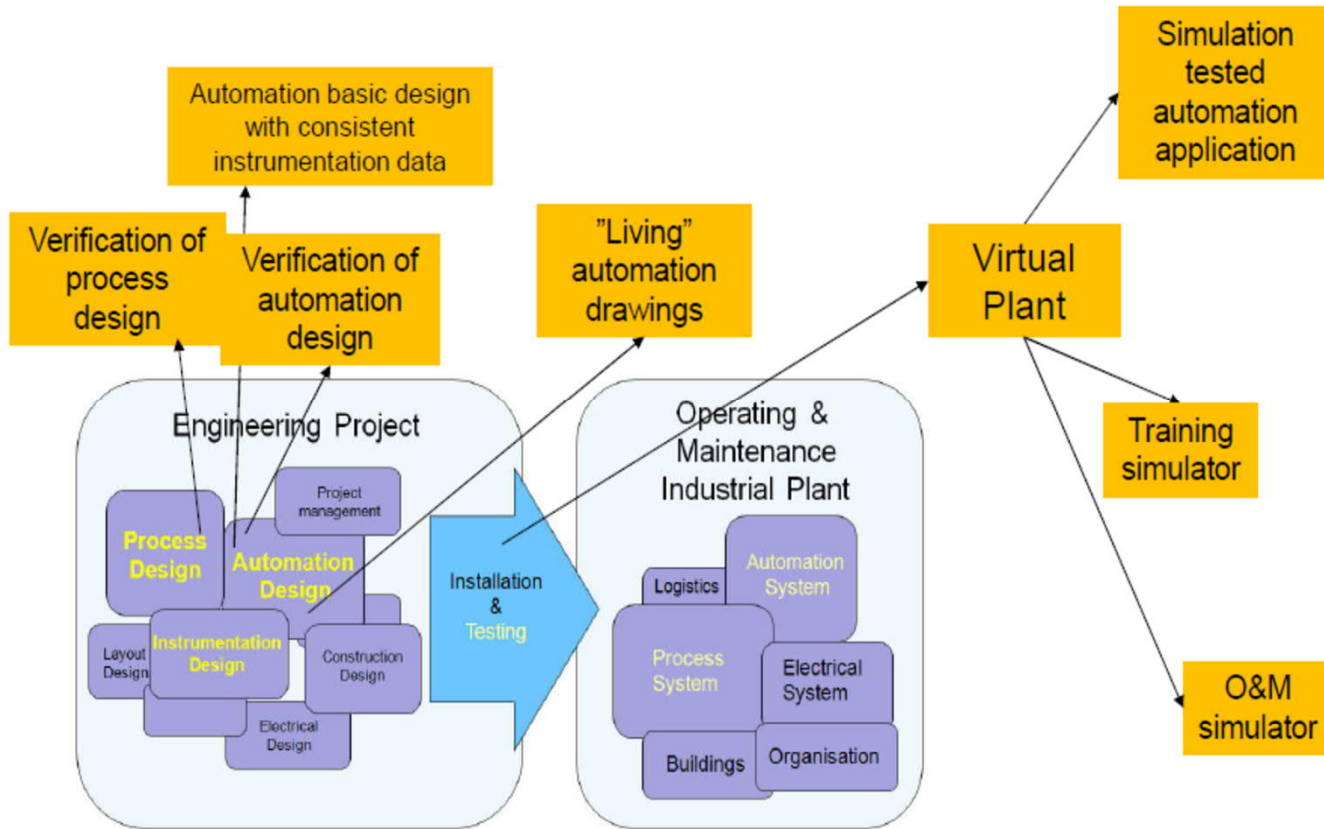 Simulation
tested
automation
application
Automation basic design
with consistent
instrumentation data
Verification of
process
design
Verification of
automation
design
”Living”
automation
drawings
Virtual
Plant
Engineering Project
Project
management
Process
Design
Automation
Design
Layout
Design
Instrumentation
Design
Construction
Design
Electrical
Design
Installation
&
Testing
Operating &
Maintenance
Industrial Plant
Automation
System
Logistics
Process
System
Electrical
System
Buildings
Organisation
Training
simulator
O&M
simulator